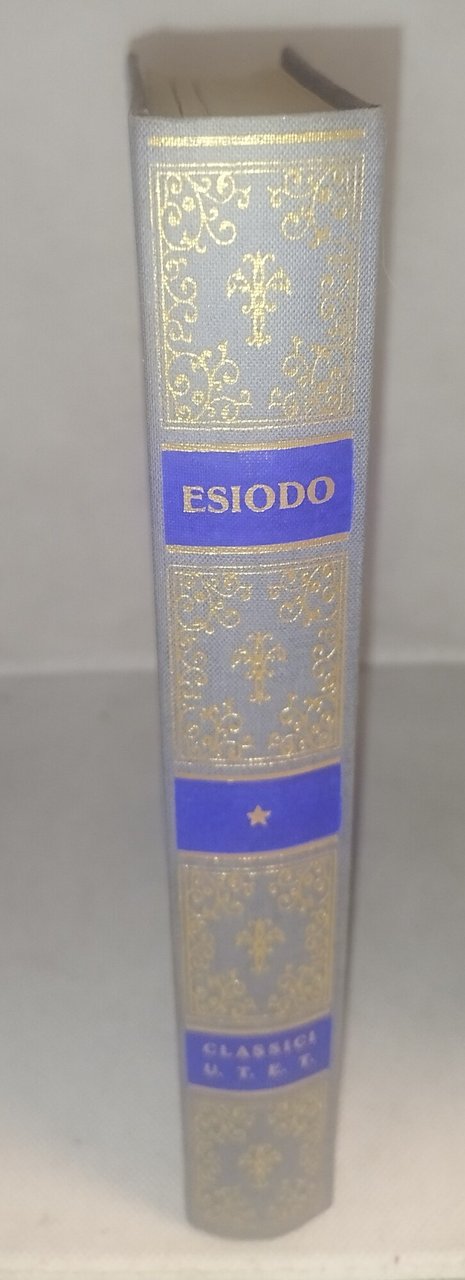 ESIODO
CLASSICI
U. T. E. T.